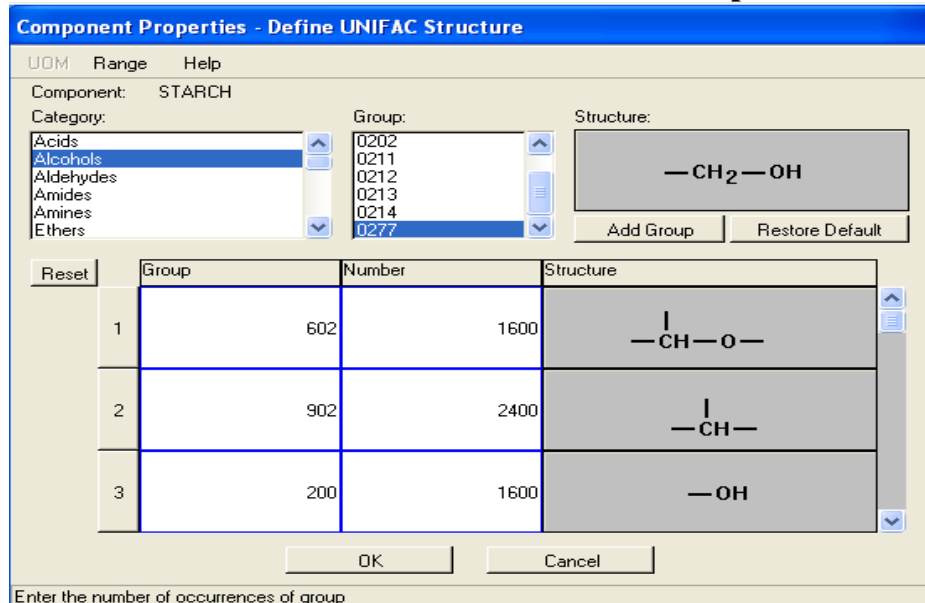 Component Properties - Define UNIFAC Structure
UOM Range Help
Component: STARCH
Category: Group: Structure:
Acids
Alcohols
Aldehydes
Amides
Amines
Ethers
0202
0211
0212
0213
0214
0277
—CH2—OH
Add Group Restore Default
Reset Group Number Structure
1 602 1600 —CH—O—
2 902 2400 —CH—
3 200 1600 —OH
OK Cancel
Enter the number of occurrences of group